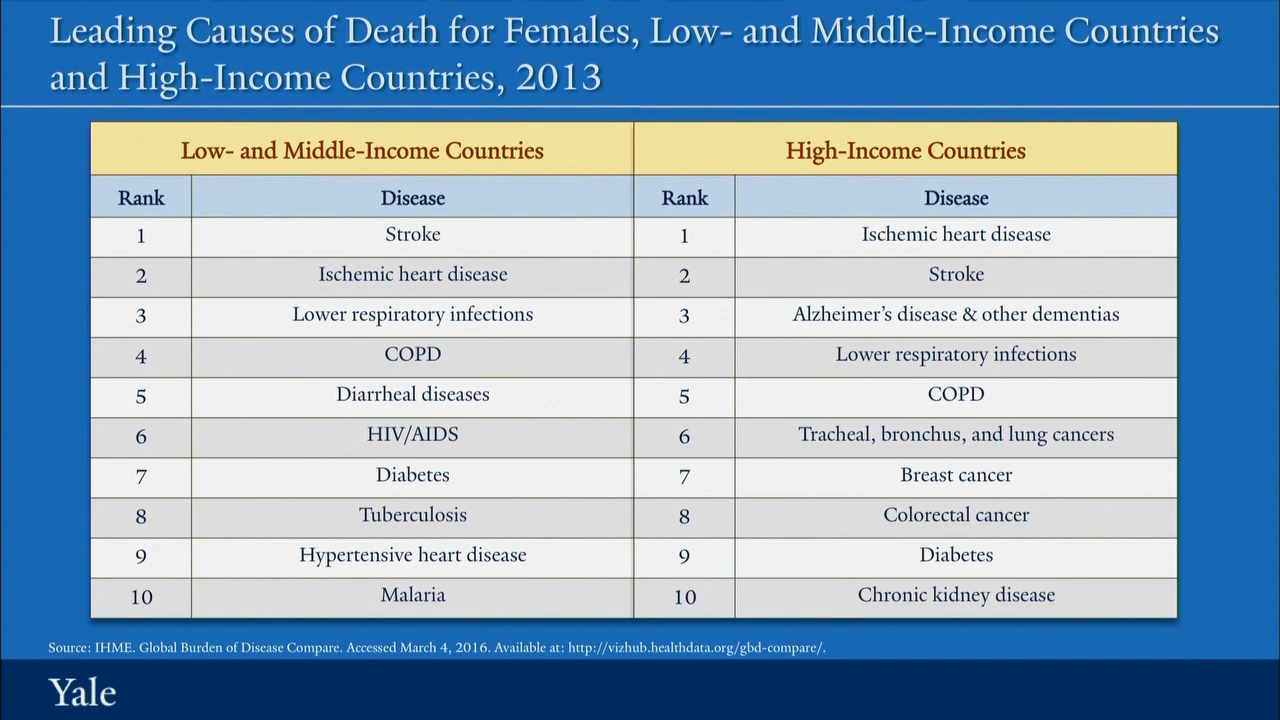 Leading Causes of Death for Females, Low- and Middle-Income Countries
and High-Income Countries, 2013
Low- and Middle-Income Countries High-Income Countries
Rank Disease Rank Disease
1 Stroke 1 Ischemic heart disease
2 Ischemic heart disease 2 Stroke
3 Lower respiratory infections 3 Alzheimer’s disease & other dementias
4 COPD 4 Lower respiratory infections
5 Diarrheal diseases 5 COPD
6 HIV/AIDS 6 Tracheal, bronchus, and lung cancers
7 Diabetes 7 Breast cancer
8 Tuberculosis 8 Colorectal cancer
9 Hypertensive heart disease 9 Diabetes
10 Malaria 10 Chronic kidney disease
Source: IHME. Global Burden of Disease Compare. Accessed March 4, 2016. Available at: http://vizhub.healthdata.org/gbd-compare/.
Yale